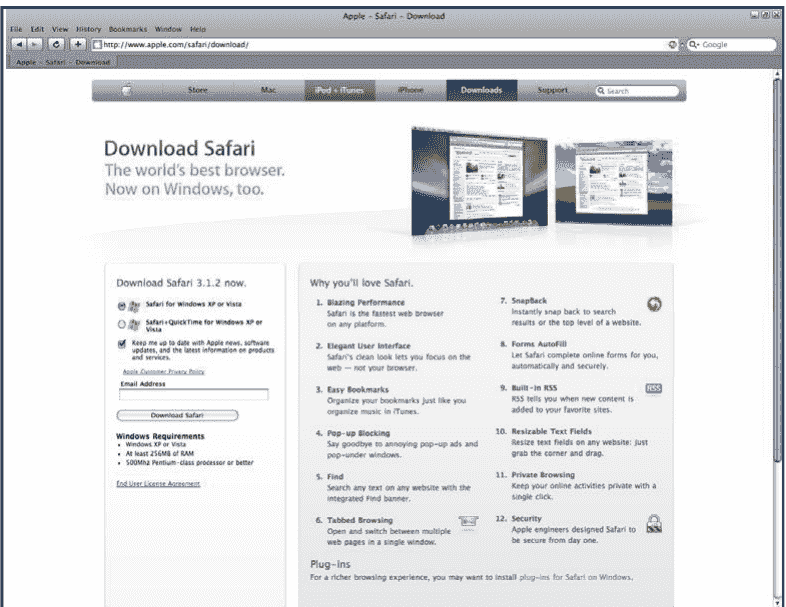 Apple – Safari – Download
File Edit View History Bookmarks Window Help
http://www.apple.com/safari/download/
Google
Apple – Safari – Download
Store Mac iPod + iTunes iPhone Downloads Support Search
Download Safari
The world's best browser.
Now on Windows, too.
Download Safari 3.1.2 now.
Safari for Windows XP or Vista
Safari+QuickTime for Windows XP or
Vista
Keep me up to date with Apple news, software
updates, and the latest information on products
and services.
Apple Customer Privacy Policy
Email Address
Download Safari
Windows Requirements
• Windows XP or Vista
• At least 256MB of RAM
• 500Mhz Pentium-class processor or better
End User License Agreement
Why you'll love Safari.
1. Blazing Performance
Safari is the fastest web browser
on any platform.
2. Elegant User Interface
Safari's clean look lets you focus on the
web — not your browser.
3. Easy Bookmarks
Organize your bookmarks just like you
organize music in iTunes.
4. Pop-up Blocking
Say goodbye to annoying pop-up ads and
pop-under windows.
5. Find
Search any text on any website with the
integrated Find banner.
6. Tabbed Browsing
Open and switch between multiple
web pages in a single window.
7. SnapBack
Instantly snap back to search
results or the top level of a website.
8. Forms AutoFill
Let Safari complete online forms for you,
automatically and securely.
9. Built-in RSS
RSS tells you when new content is
added to your favorite sites.
RSS
10. Resizable Text Fields
Resize text fields on any website: just
grab the corner and drag.
11. Private Browsing
Keep your online activities private with a
single click.
12. Security
Apple engineers designed Safari to
be secure from day one.
Plug-ins
For a richer browsing experience, you may want to install plug-ins for Safari on Windows.